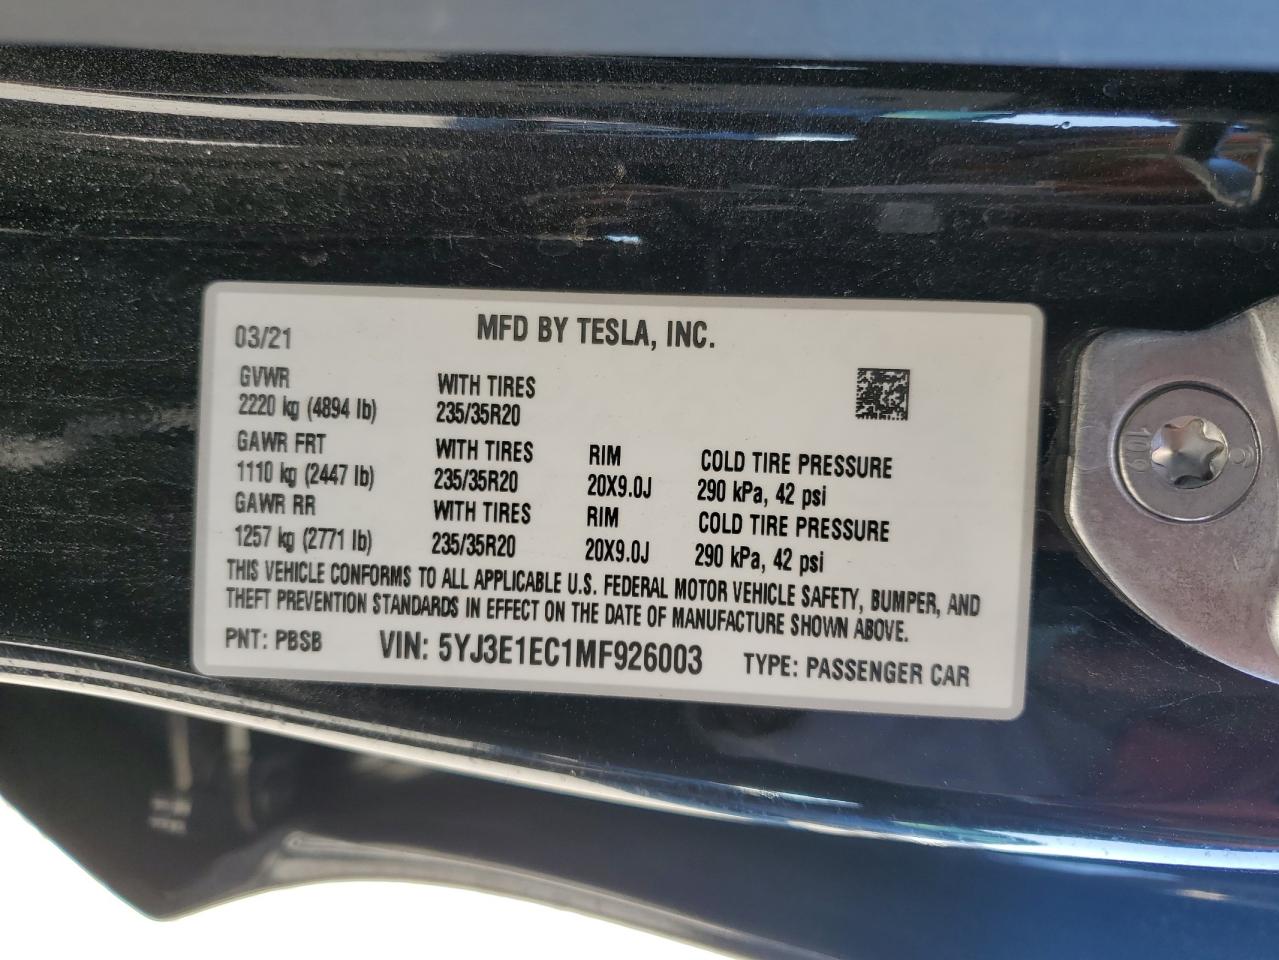 03/21 MFD BY TESLA, INC.
GVWR WITH TIRES
2220 kg (4894 lb) 235/35R20
GAWR FRT WITH TIRES RIM COLD TIRE PRESSURE
1110 kg (2447 lb) 235/35R20 20X9.0J 290 kPa, 42 psi
GAWR RR WITH TIRES RIM COLD TIRE PRESSURE
1257 kg (2771 lb) 235/35R20 20X9.0J 290 kPa, 42 psi
THIS VEHICLE CONFORMS TO ALL APPLICABLE U.S. FEDERAL MOTOR VEHICLE SAFETY, BUMPER, AND
THEFT PREVENTION STANDARDS IN EFFECT ON THE DATE OF MANUFACTURE SHOWN ABOVE.
PNT: PBSB VIN: 5YJ3E1EC1MF926003 TYPE: PASSENGER CAR